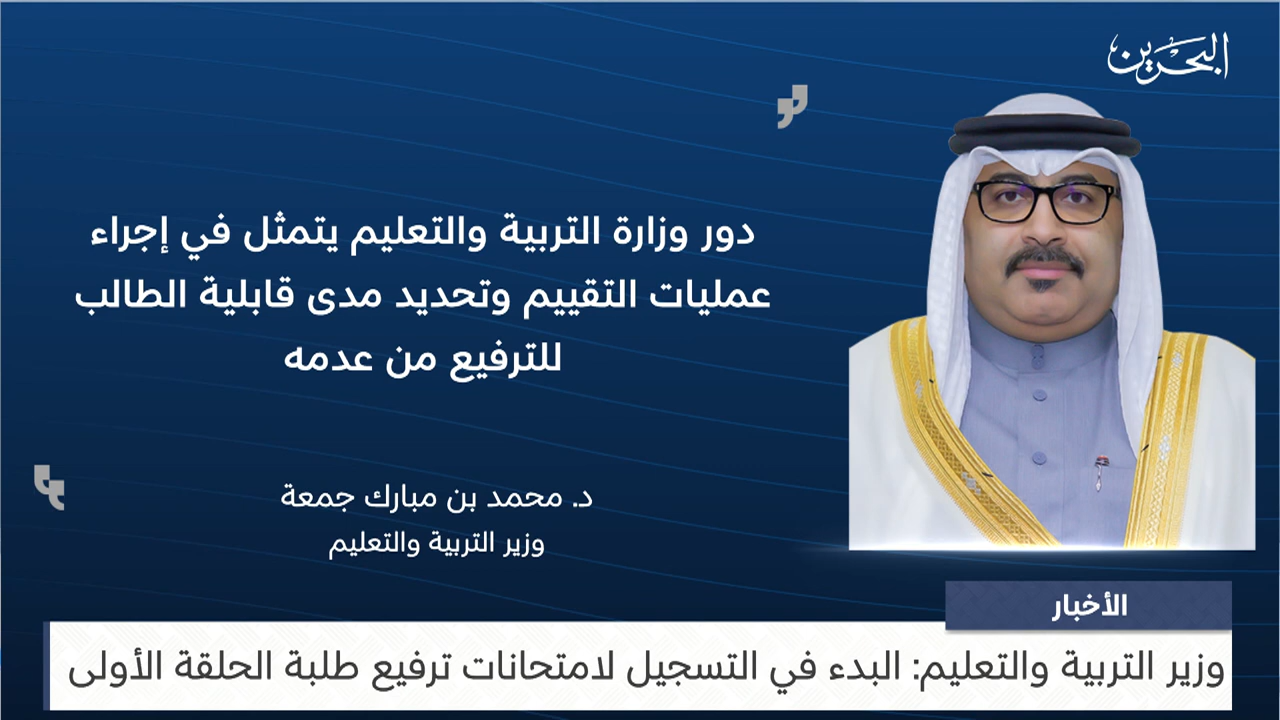 البحرين
دور وزارة التربية والتعليم يتمثل في إجراء
عمليات التقييم وتحديد مدى قابلية الطالب
للترفيع من عدمه
د. محمد بن مبارك جمعة
وزير التربية والتعليم
الأخبار
وزير التربية والتعليم: البدء في التسجيل لامتحانات ترفيع طلبة الحلقة الأولى